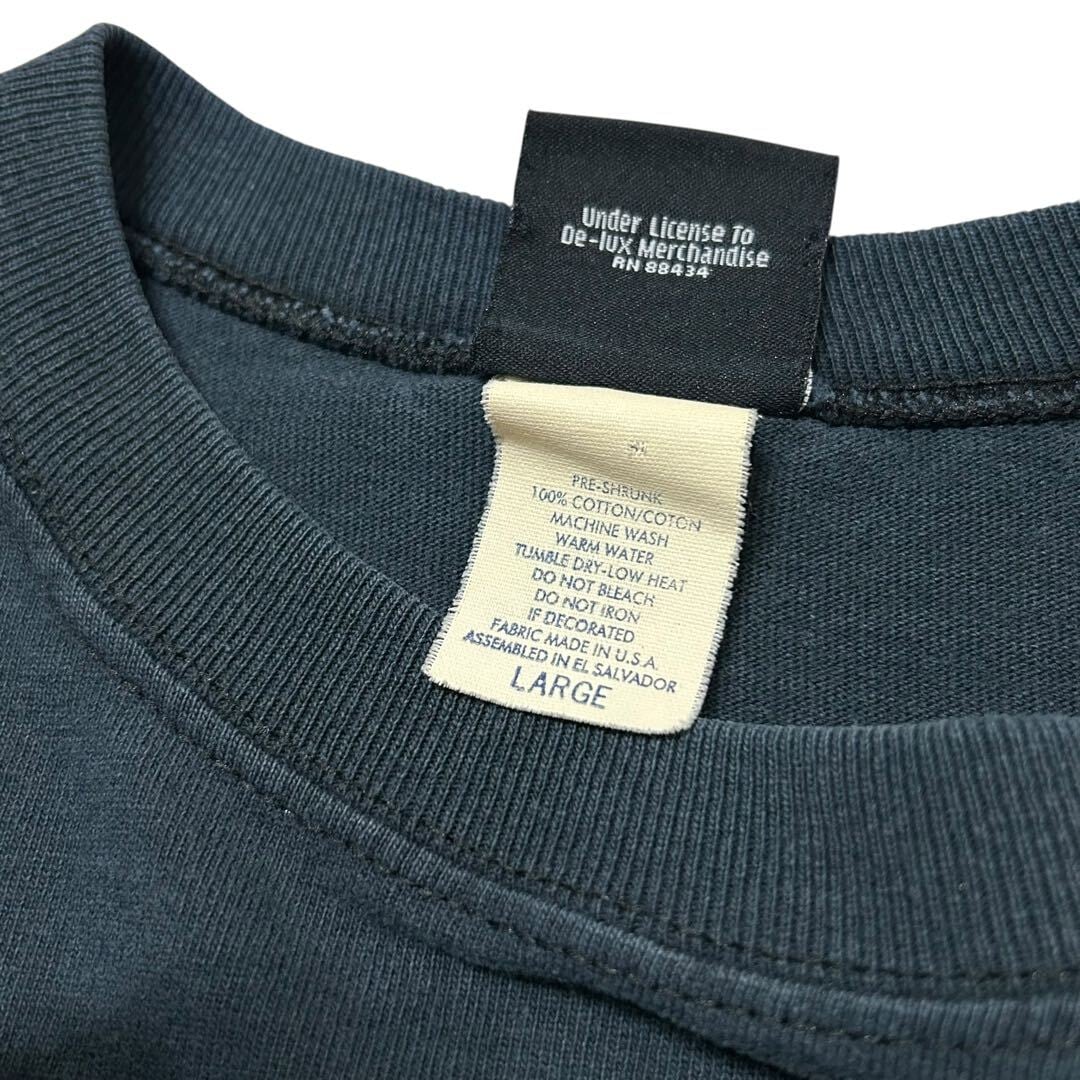 Under License To
De-lux Merchandise
RN 88434
PRE-SHRUNK
100% COTTON/COTON
MACHINE WASH
WARM WATER
TUMBLE DRY-LOW HEAT
DO NOT BLEACH
DO NOT IRON
IF DECORATED
FABRIC MADE IN U.S.A.
ASSEMBLED IN EL SALVADOR
LARGE